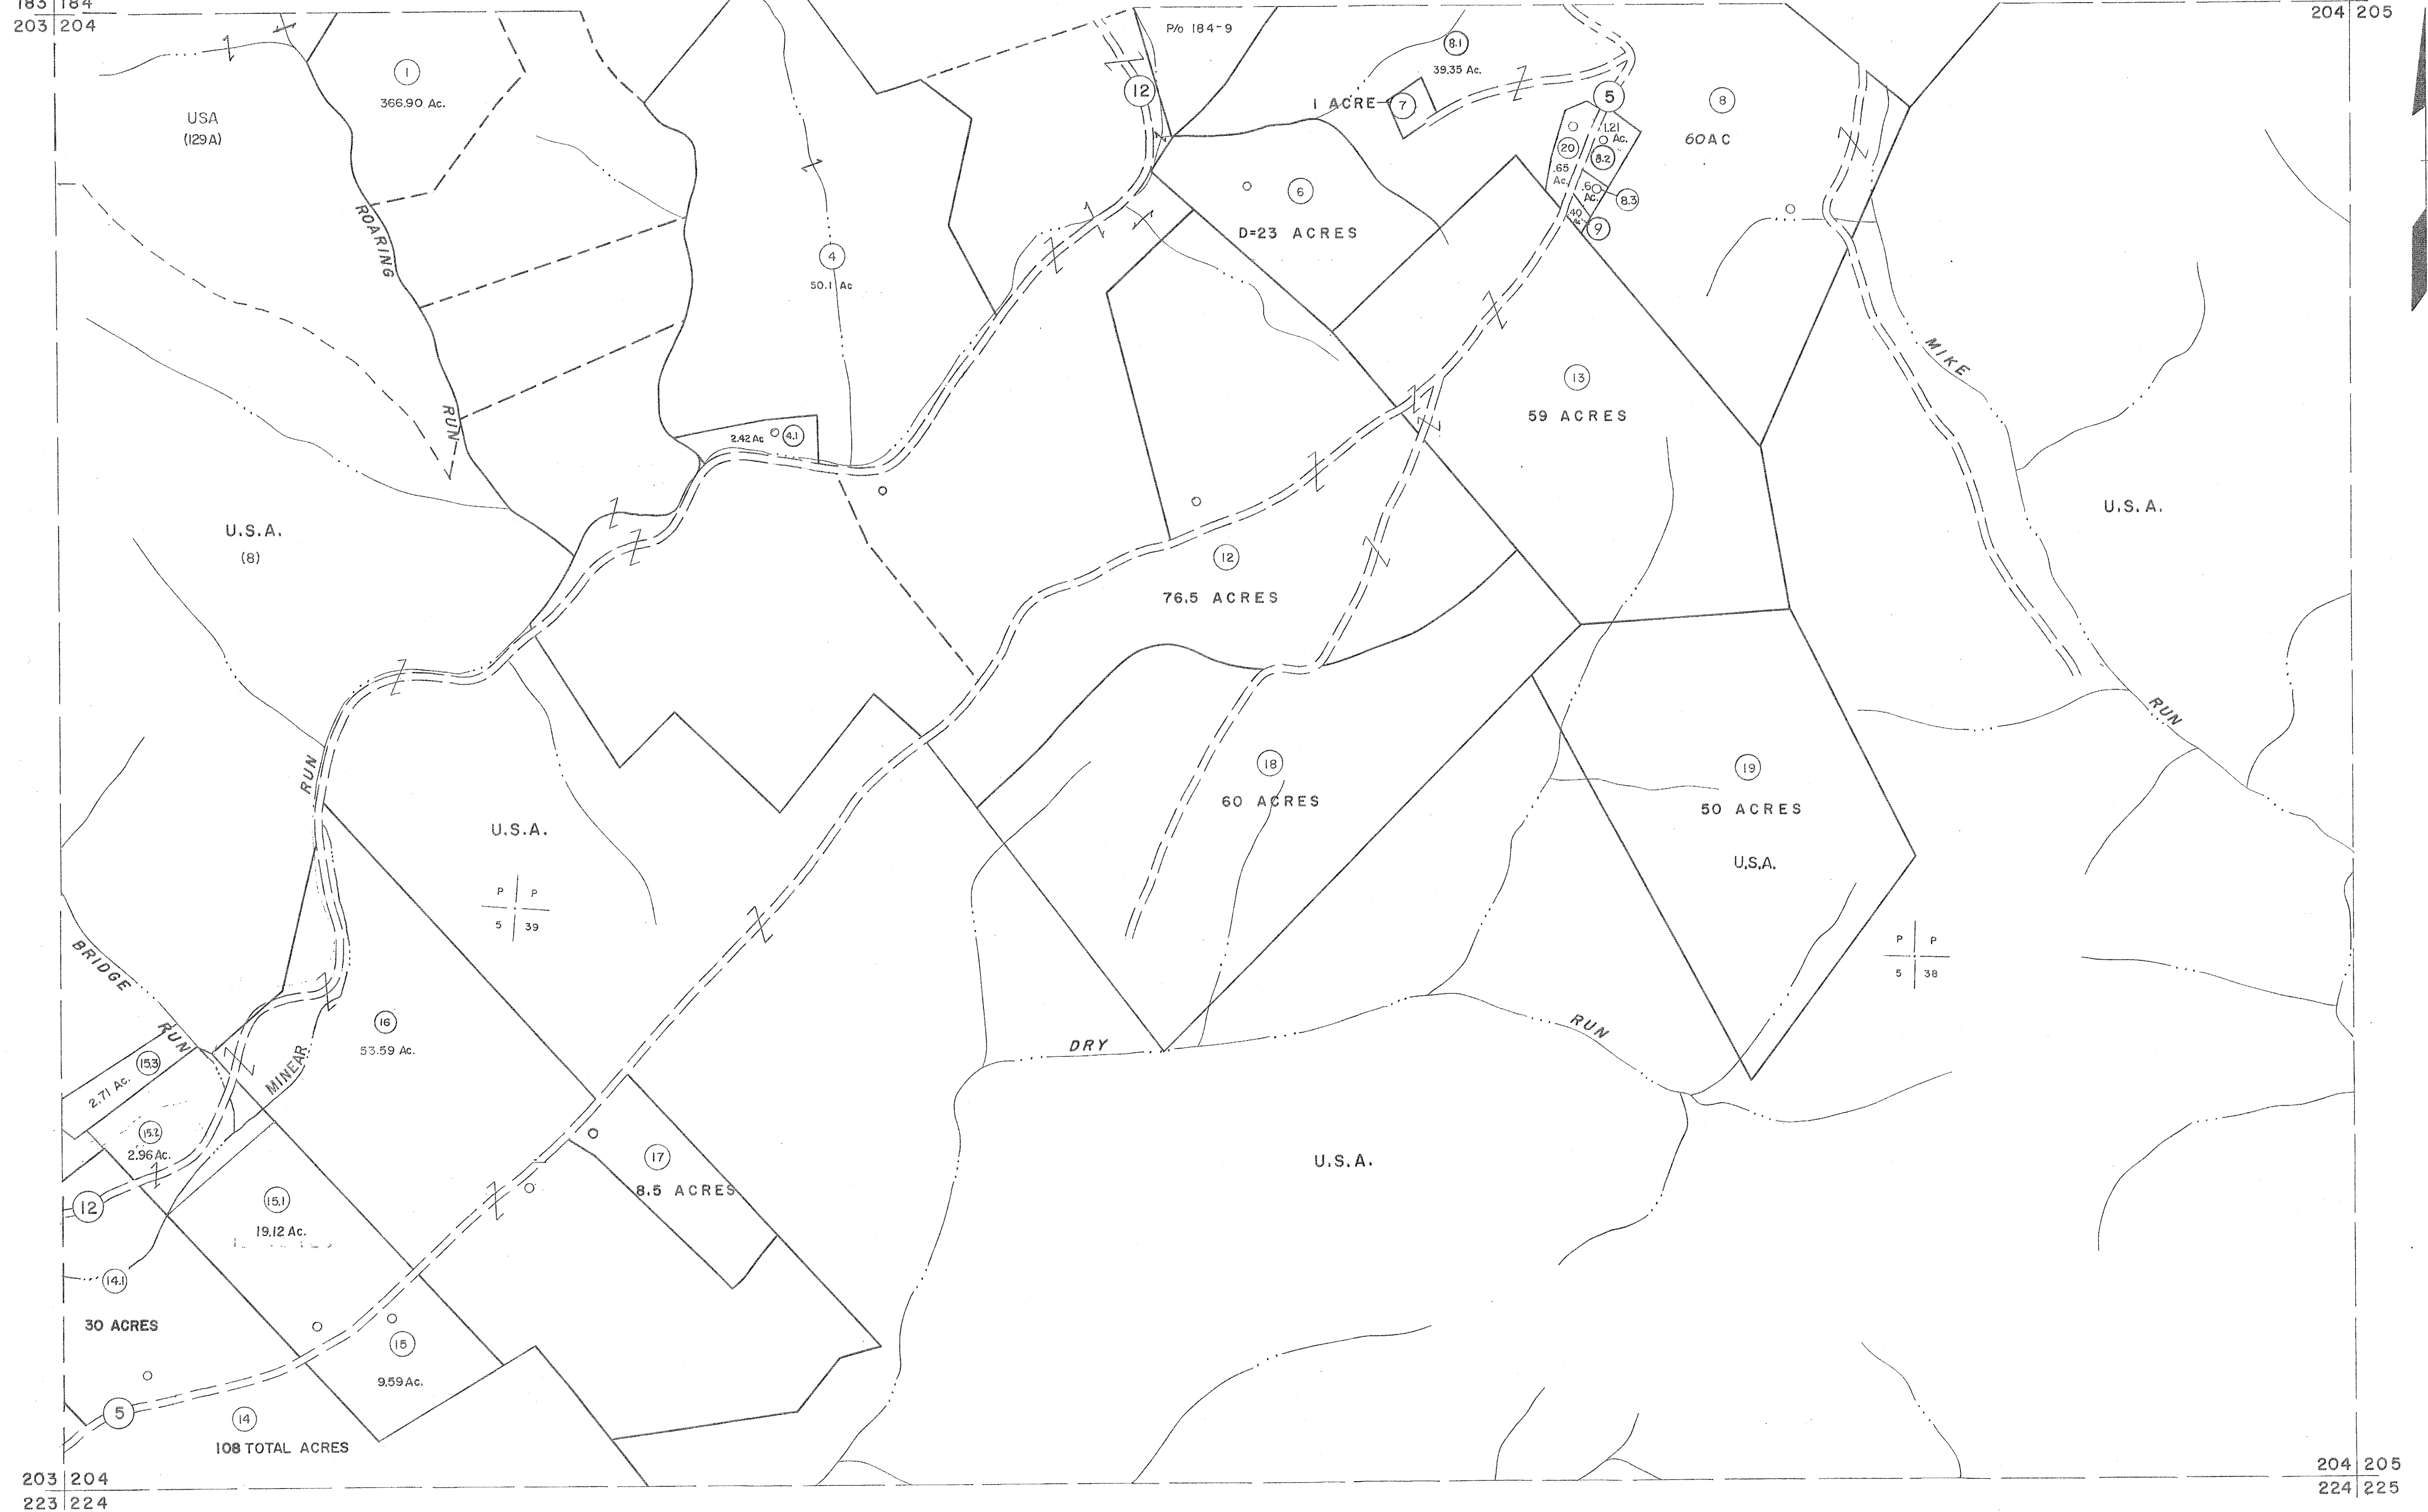 183 184
203 204
204 205
P/o 184-9
8.1
39.35 Ac.
1
366.90 Ac.
12
5
8
60AC
1 ACRE
7
USA
(129A)
1.21
Ac.
20
8.2
.65
Ac.
.6
Ac.
8.3
.40
9
6
D=23 ACRES
ROARING
4
50.1 Ac
MIKE
13
59 ACRES
RUN
2.42 Ac
4.1
U.S.A.
U.S.A.
(8)
12
76.5 ACRES
RUN
RUN
18
60 ACRES
19
50 ACRES
U.S.A.
U.S.A.
P P
5 39
P P
5 38
BRIDGE
RUN
16
53.59 Ac.
DRY
RUN
MINEAR
15.3
2.71 Ac.
15.2
2.96 Ac.
17
8.5 ACRES
U.S.A.
12
15.1
19.12 Ac.
14.1
30 ACRES
15
9.59 Ac.
5
14
108 TOTAL ACRES
203 204
223 224
204 205
224 225